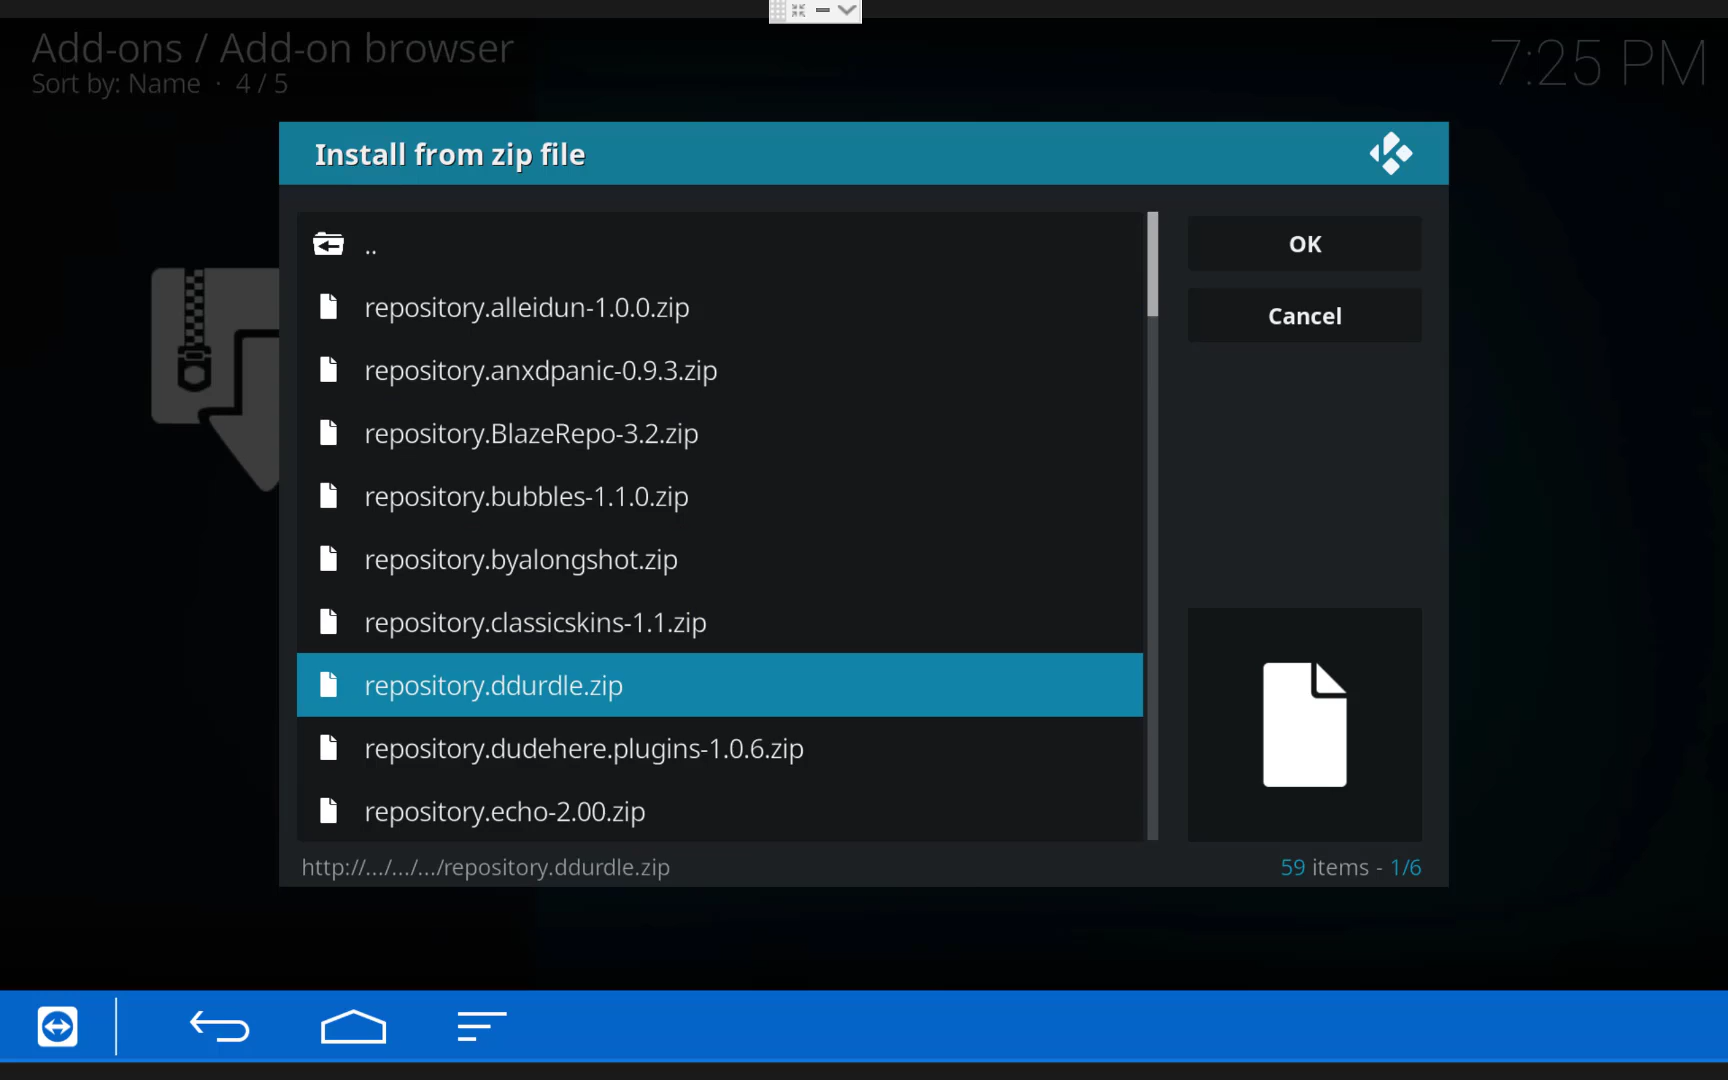 Add-ons / Add-on browser
Sort by: Name · 4 / 5
7:25 PM
Install from zip file
..
repository.alleidun-1.0.0.zip
repository.anxdpanic-0.9.3.zip
repository.BlazeRepo-3.2.zip
repository.bubbles-1.1.0.zip
repository.byalongshot.zip
repository.classicskins-1.1.zip
repository.ddurdle.zip
repository.dudehere.plugins-1.0.6.zip
repository.echo-2.00.zip
OK
Cancel
http://.../.../.../repository.ddurdle.zip
59 items - 1/6